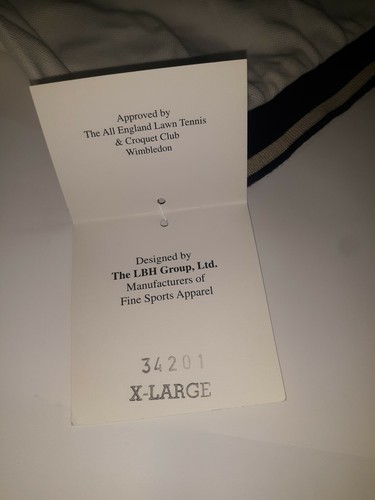 Approved by
The All England Lawn Tennis
& Croquet Club
Wimbledon
Designed by
The LBH Group, Ltd.
Manufacturers of
Fine Sports Apparel
34201
X-LARGE